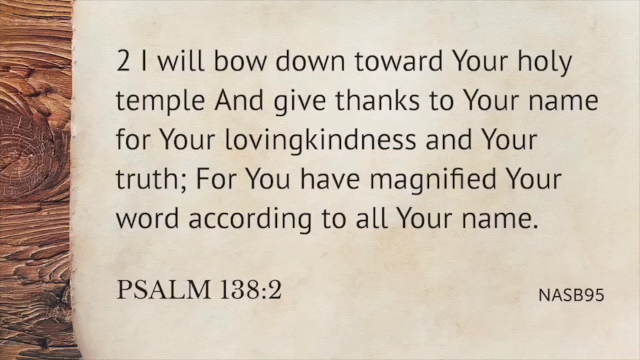 2 I will bow down toward Your holy
temple And give thanks to Your name
for Your lovingkindness and Your
truth; For You have magnified Your
word according to all Your name.
PSALM 138:2
NASB95